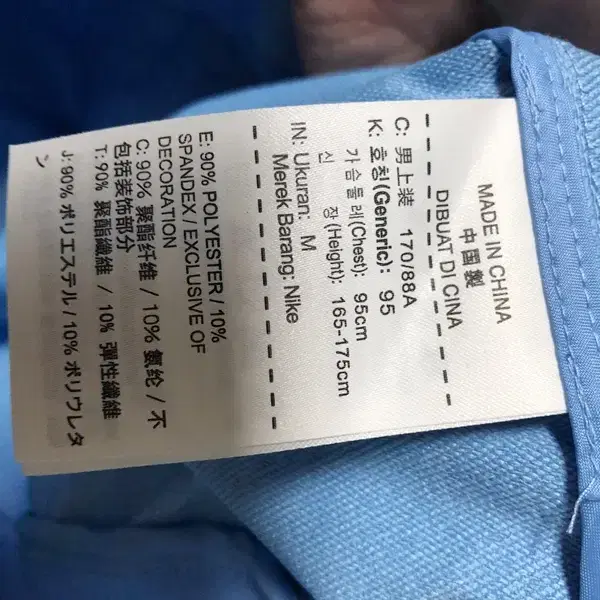 MADE IN CHINA
中国製
DIBUAT DI CINA
C: 男上装 170/88A
K: 호칭(Generic): 95
가슴둘레(Chest): 95cm
신 장(Height): 165-175cm
IN: Ukuran: M
Merek Barang: Nike
E: 90% POLYESTER / 10%
SPANDEX / EXCLUSIVE OF
DECORATION
C: 90% 聚酯纤维 / 10% 氨纶 / 不
包括装饰部分
T: 90% 聚酯纖維 / 10% 彈性纖維
J: 90% ポリエステル / 10% ポリウレタ
ン